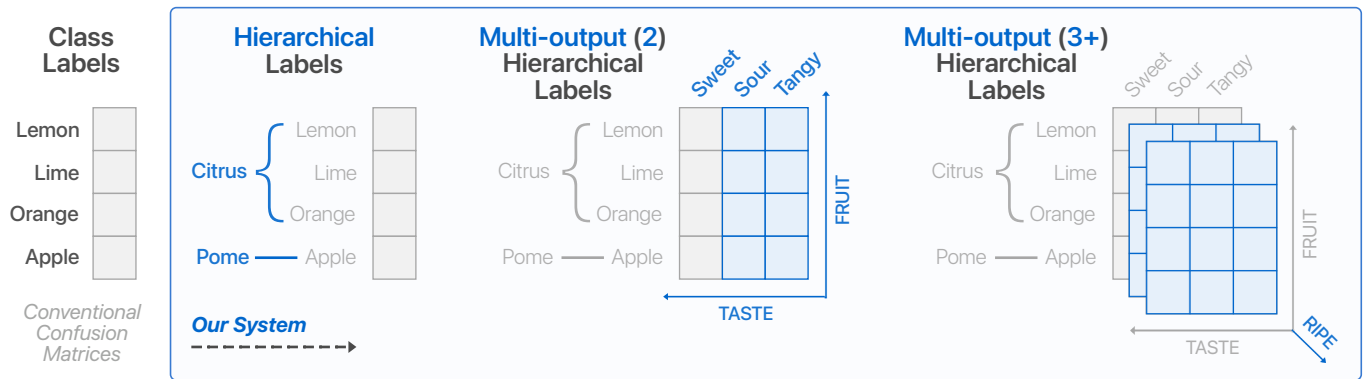 Class
Labels
Lemon
Lime
Orange
Apple
Conventional
Confusion
Matrices
Hierarchical
Labels
Citrus
Lemon
Lime
Orange
Pome
Apple
Our System
Multi-output (2)
Hierarchical
Labels
Sweet
Sour
Tangy
Citrus
Lemon
Lime
Orange
Pome
Apple
FRUIT
TASTE
Multi-output (3+)
Hierarchical
Labels
Sweet
Sour
Tangy
Citrus
Lemon
Lime
Orange
Pome
Apple
FRUIT
TASTE
RIPE